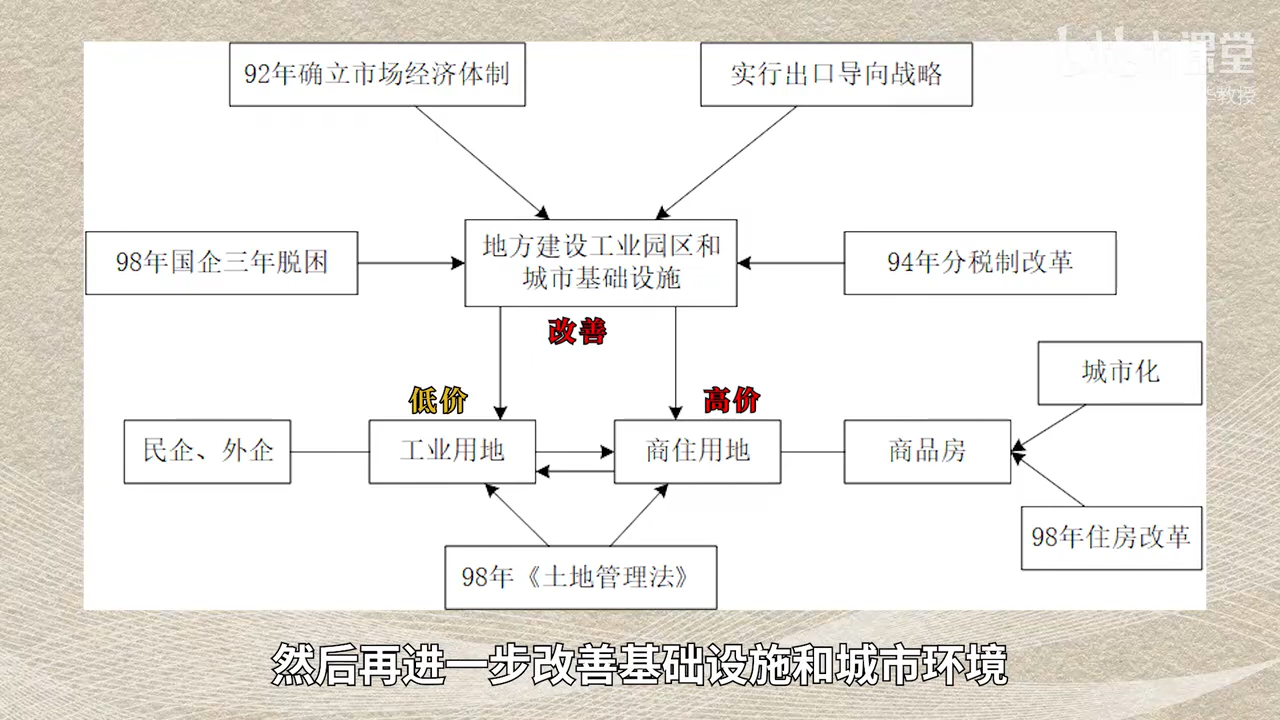 课堂
教授
92年确立市场经济体制
实行出口导向战略
98年国企三年脱困
地方建设工业园区和
城市基础设施
94年分税制改革
改善
城市化
低价
高价
民企、外企
工业用地
商住用地
商品房
98年住房改革
98年《土地管理法》
然后再进一步改善基础设施和城市环境